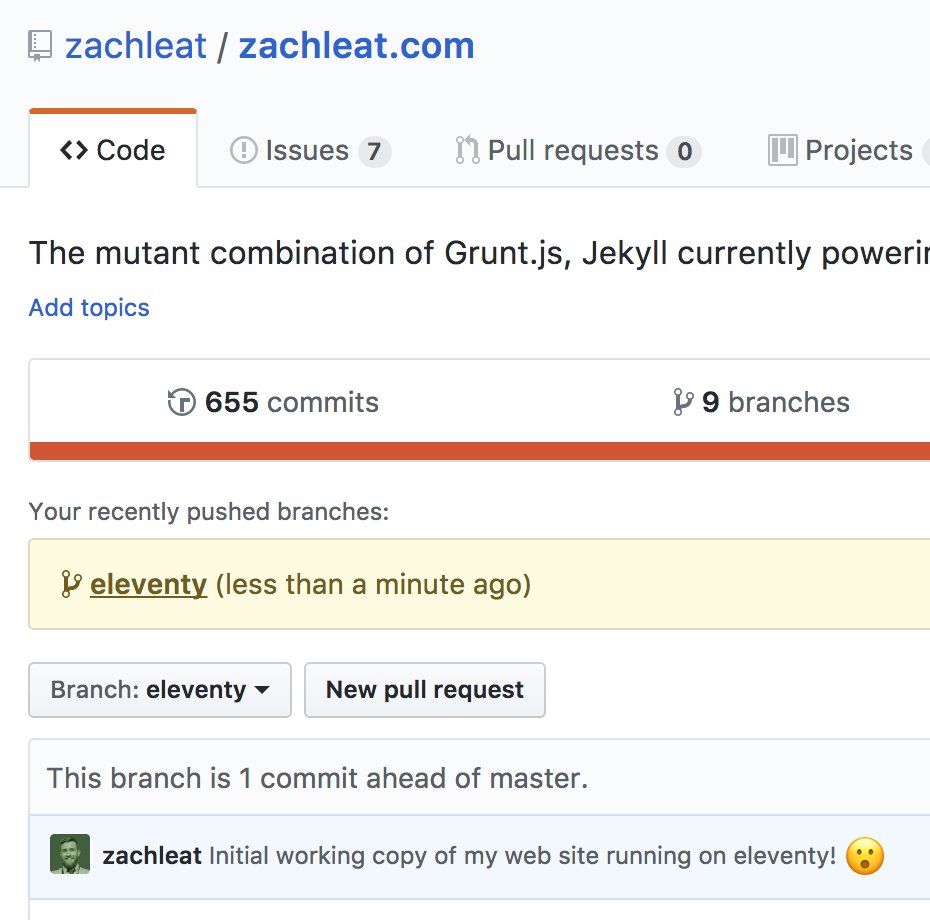 zachleat / zachleat.com
Code Issues 7 Pull requests 0 Projects
The mutant combination of Grunt.js, Jekyll currently
Add topics
655 commits 9 branches
Your recently pushed branches:
eleventy (less than a minute ago)
Branch: eleventy New pull request
This branch is 1 commit ahead of master.
zachleat Initial working copy of my web site running on eleventy! 😮